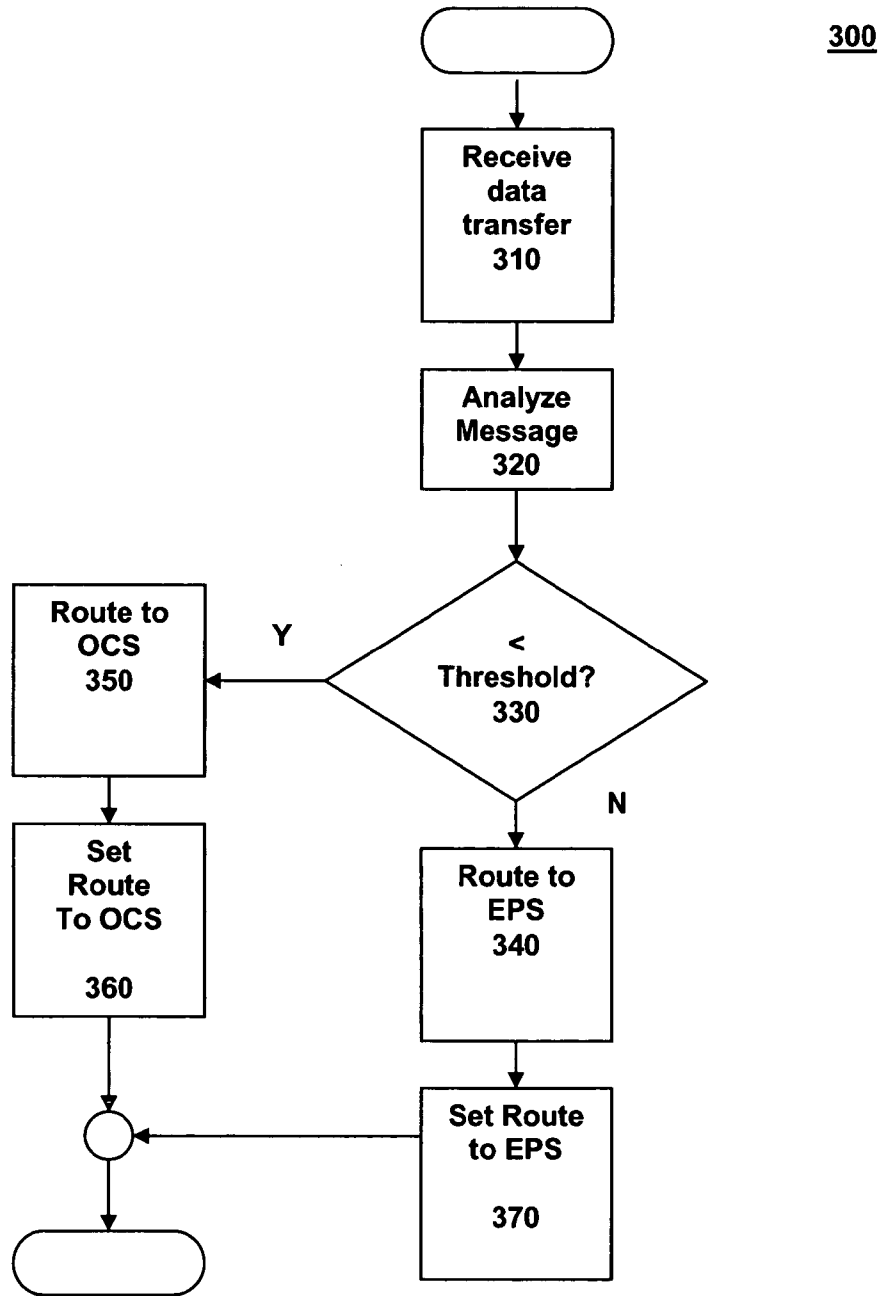 300
Receive
data
transfer
310
Analyze
Message
320
<
Threshold?
330
Y
N
Route to
OCS
350
Set
Route
To OCS
360
Route to
EPS
340
Set Route
to EPS
370